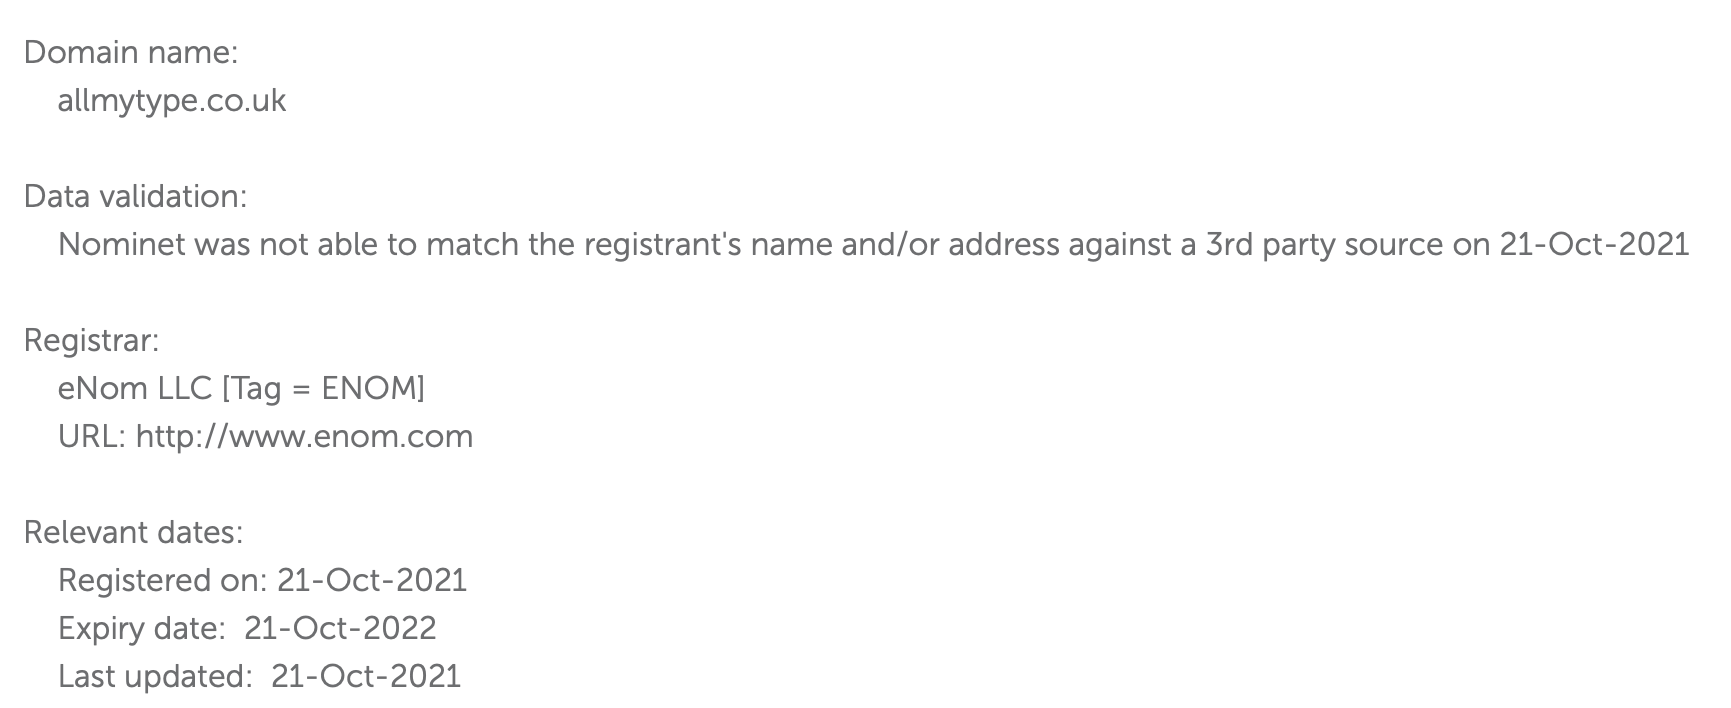 Domain name:
allmytype.co.uk
Data validation:
Nominet was not able to match the registrant's name and/or address against a 3rd party source on 21-Oct-2021
Registrar:
eNom LLC [Tag = ENOM]
URL: http://www.enom.com
Relevant dates:
Registered on: 21-Oct-2021
Expiry date:  21-Oct-2022
Last updated:  21-Oct-2021